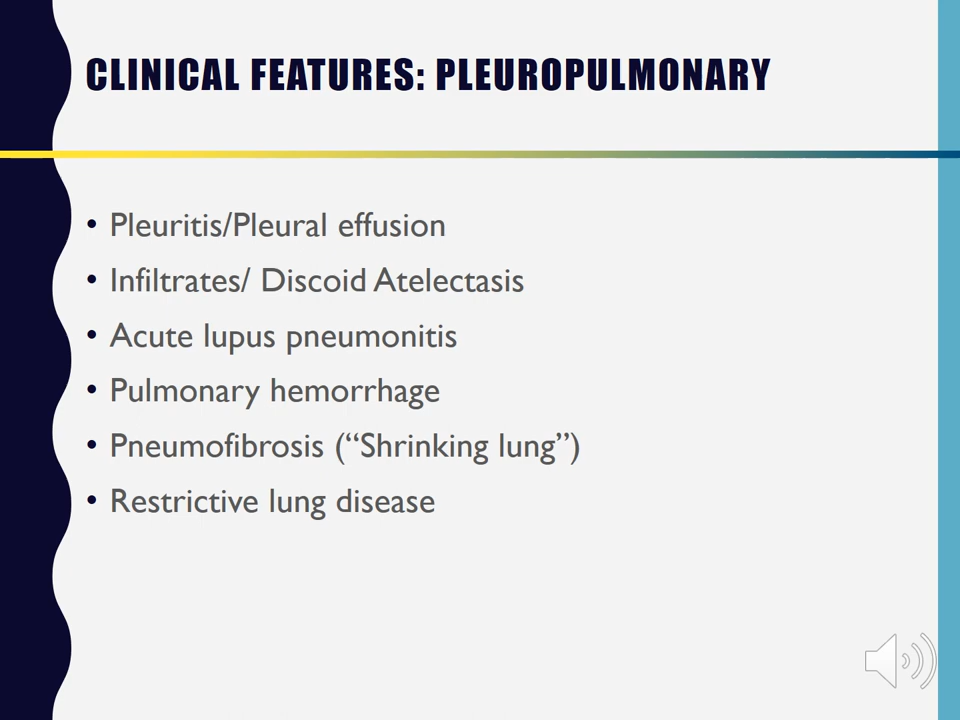 CLINICAL FEATURES: PLEUROPULMONARY
• Pleuritis/Pleural effusion
• Infiltrates/ Discoid Atelectasis
• Acute lupus pneumonitis
• Pulmonary hemorrhage
• Pneumofibrosis (“Shrinking lung”)
• Restrictive lung disease